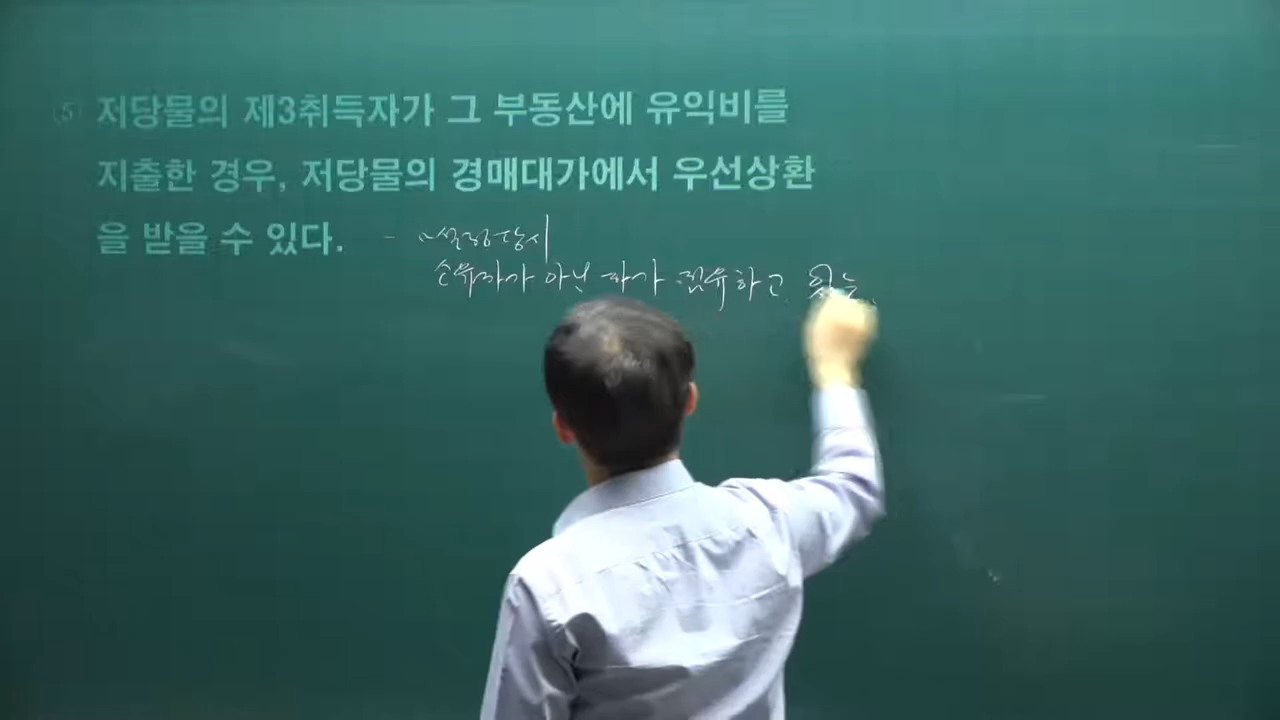 (5) 저당물의 제3취득자가 그 부동산에 유익비를
지출한 경우, 저당물의 경매대가에서 우선상환
을 받을 수 있다. - 설정당시
소유자가 아닌 자가 점유하고 있는